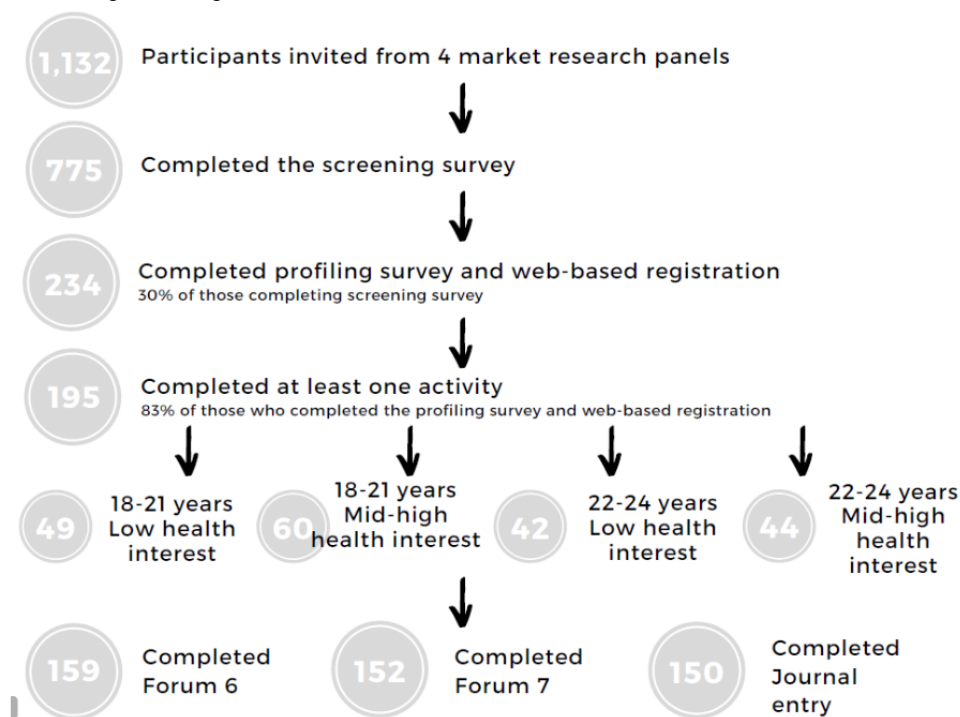 1,132
Participants invited from 4 market research panels
775
Completed the screening survey
234
Completed profiling survey and web-based registration
30% of those completing screening survey
195
Completed at least one activity
83% of those who completed the profiling survey and web-based registration
49
18-21 years
Low health
interest
60
18-21 years
Mid-high
health interest
42
22-24 years
Low health
interest
44
22-24 years
Mid-high
health
interest
159
Completed
Forum 6
152
Completed
Forum 7
150
Completed
Journal
entry